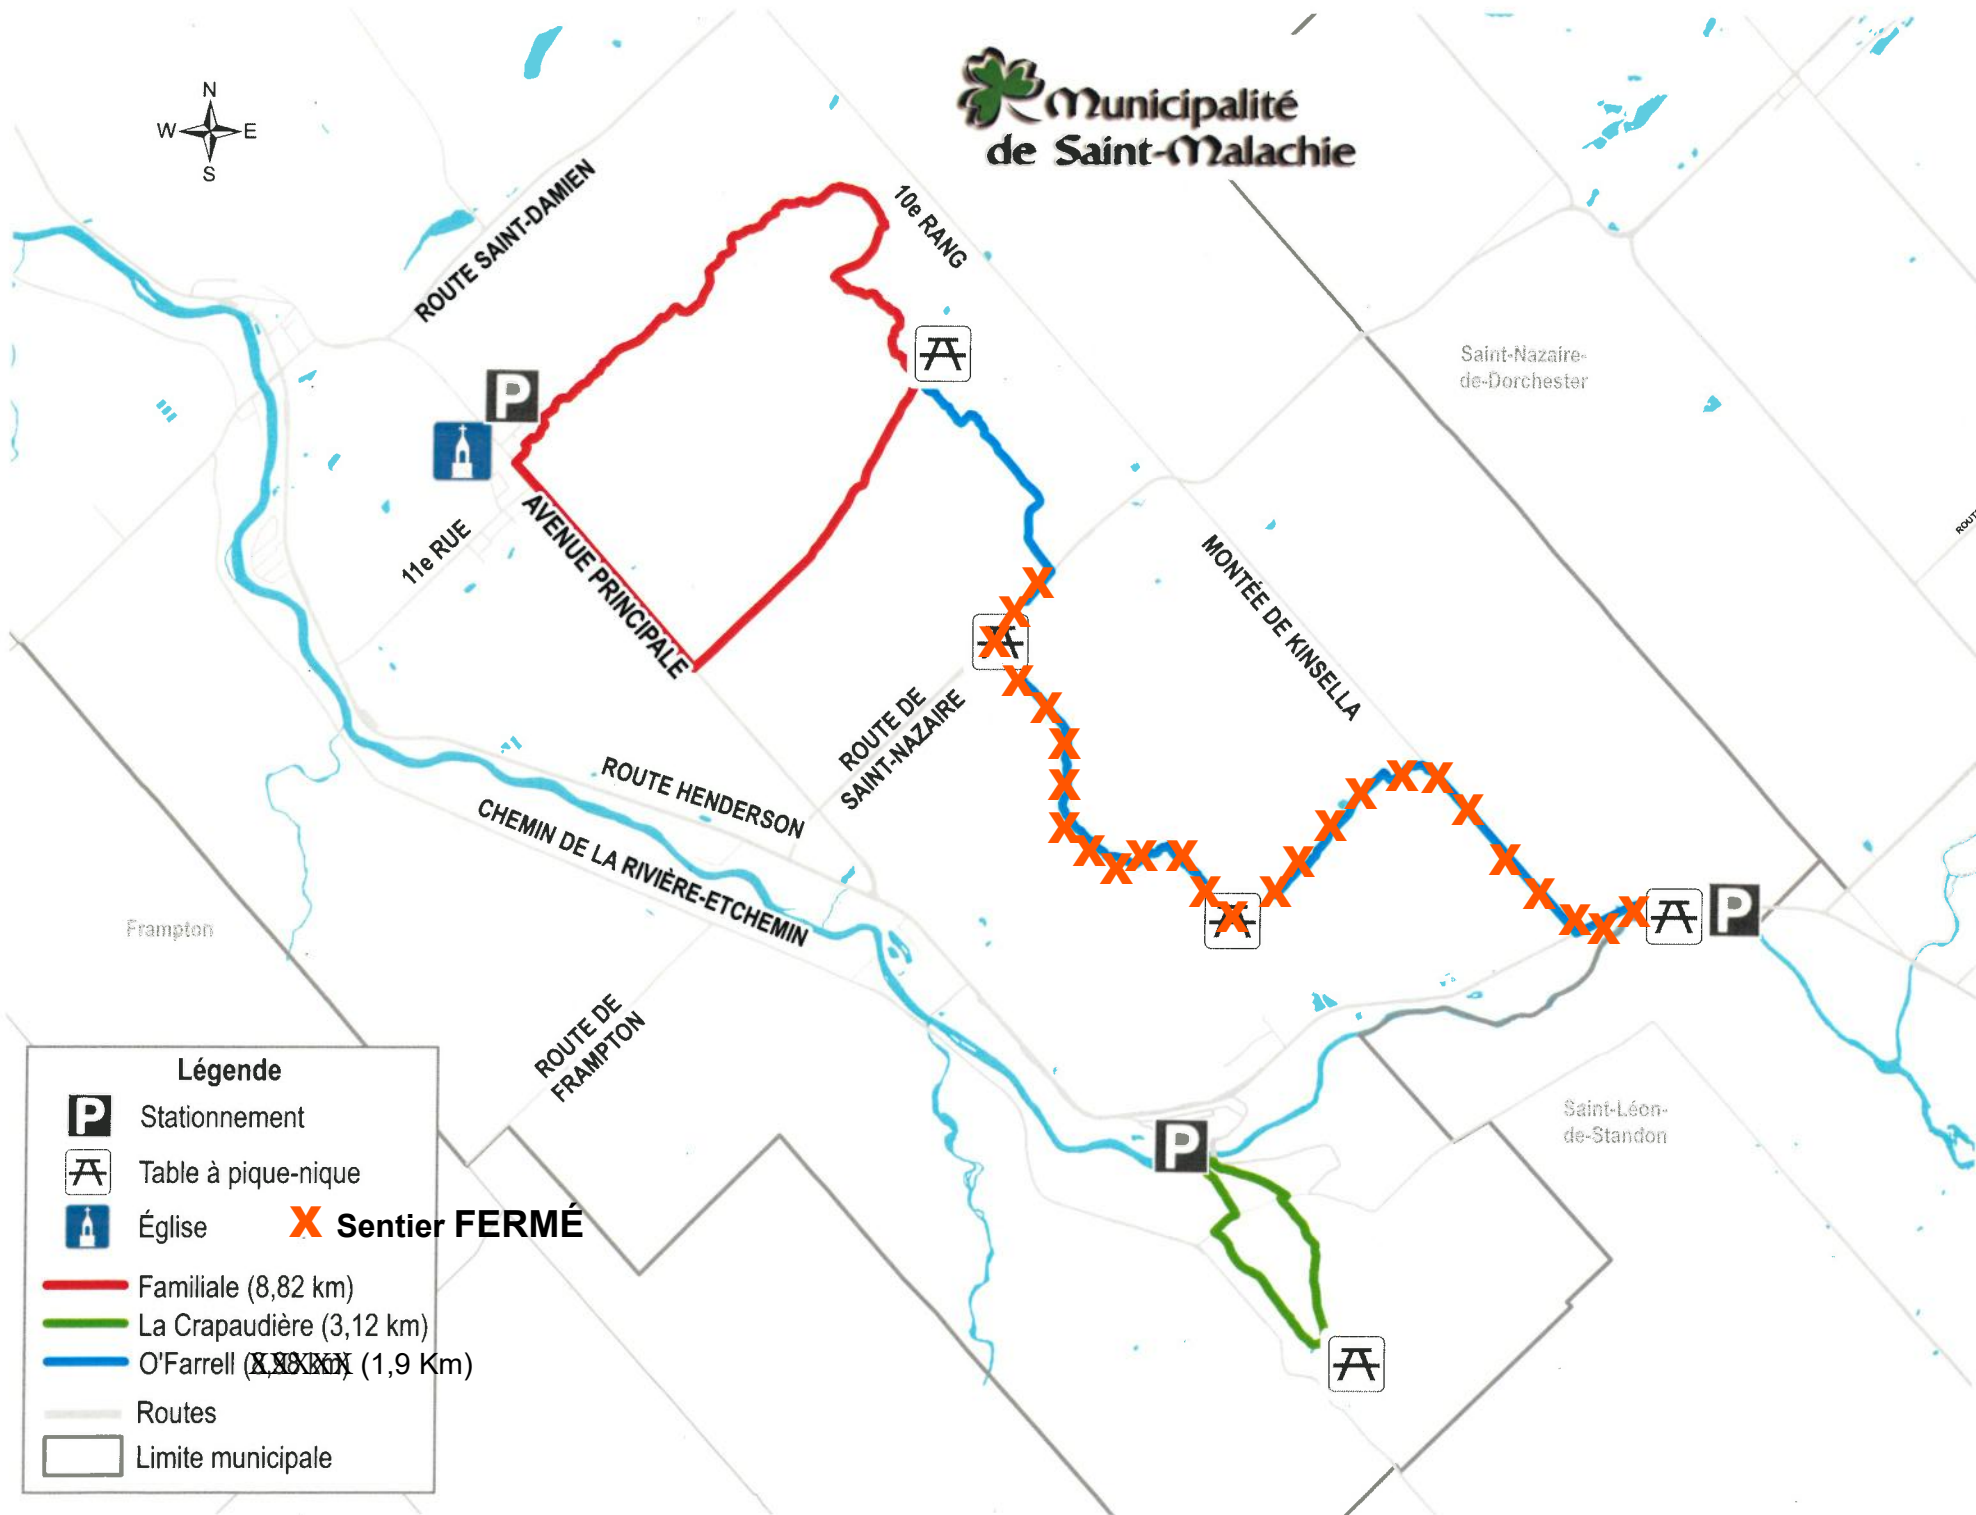 Municipalité
de Saint-Malachie
N
W E
S
ROUTE SAINT-DAMIEN
10e RANG
Saint-Nazaire-
de-Dorchester
P
AVENUE PRINCIPALE
11e RUE
MONTÉE DE KINSELLA
ROUTE DE
SAINT-NAZAIRE
ROUTE HENDERSON
CHEMIN DE LA RIVIÈRE-ETCHEMIN
P
Frampton
ROUTE DE
FRAMPTON
Saint-Léon-
de-Standon
P
Légende
P Stationnement
Table à pique-nique
Église
X Sentier FERMÉ
Familiale (8,82 km)
La Crapaudière (3,12 km)
O'Farrell (1,9 Km)
Routes
Limite municipale